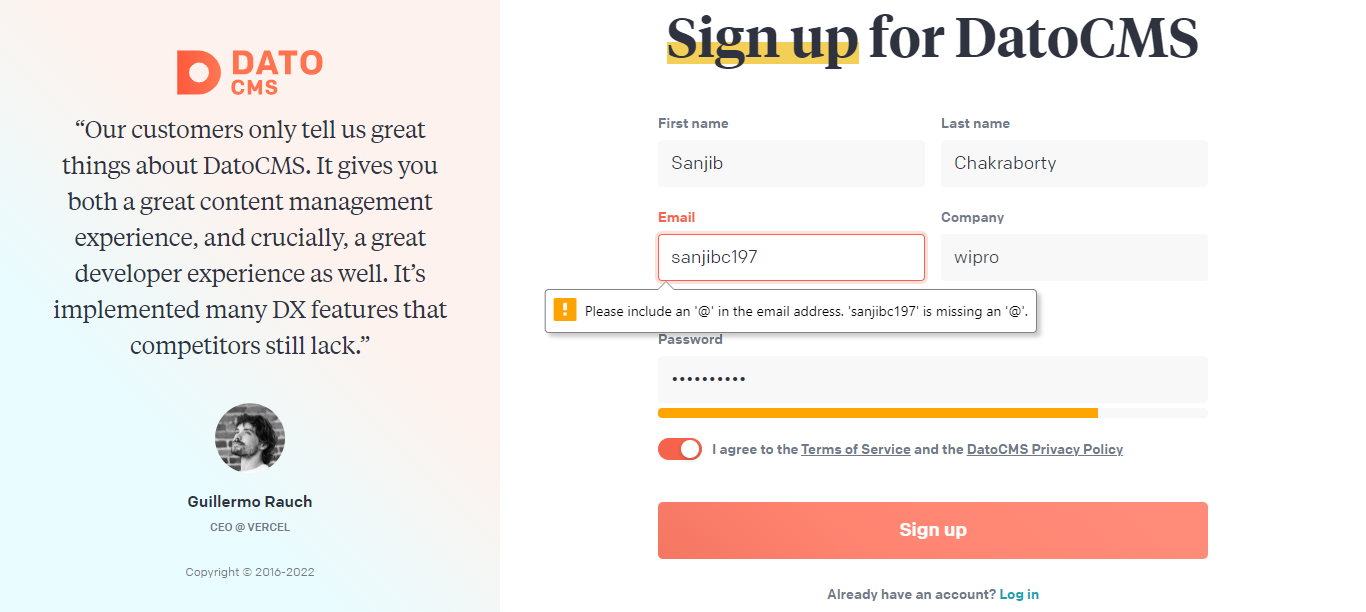 DATO
CMS
“Our customers only tell us great
things about DatoCMS. It gives you
both a great content management
experience, and crucially, a great
developer experience as well. It’s
implemented many DX features that
competitors still lack.”
Guillermo Rauch
CEO @ VERCEL
Copyright © 2016-2022
Sign up for DatoCMS
First name
Last name
Sanjib
Chakraborty
Email
Company
sanjibc197
wipro
Please include an '@' in the email address. 'sanjibc197' is missing an '@'.
Password
••••••••••
I agree to the Terms of Service and the DatoCMS Privacy Policy
Sign up
Already have an account? Log in